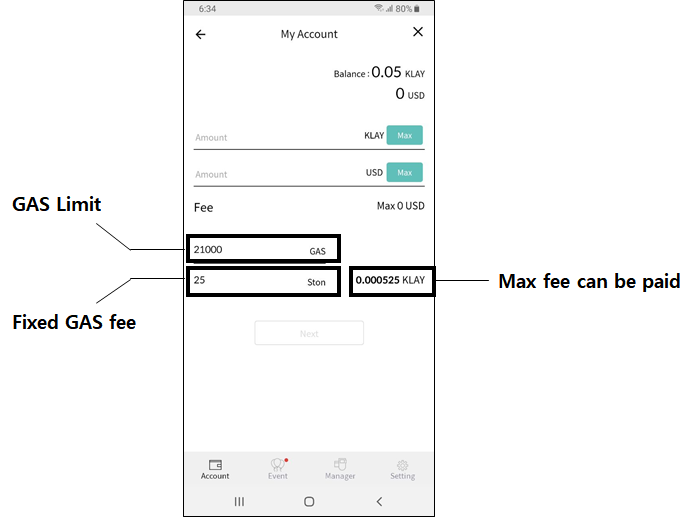 6:34
80%
My Account
Balance : 0.05 KLAY
0 USD
Amount
KLAY
Max
Amount
USD
Max
Fee
Max 0 USD
GAS Limit
21000
GAS
25
Ston
0.000525 KLAY
Max fee can be paid
Fixed GAS fee
Next
Account
Event
Manager
Setting